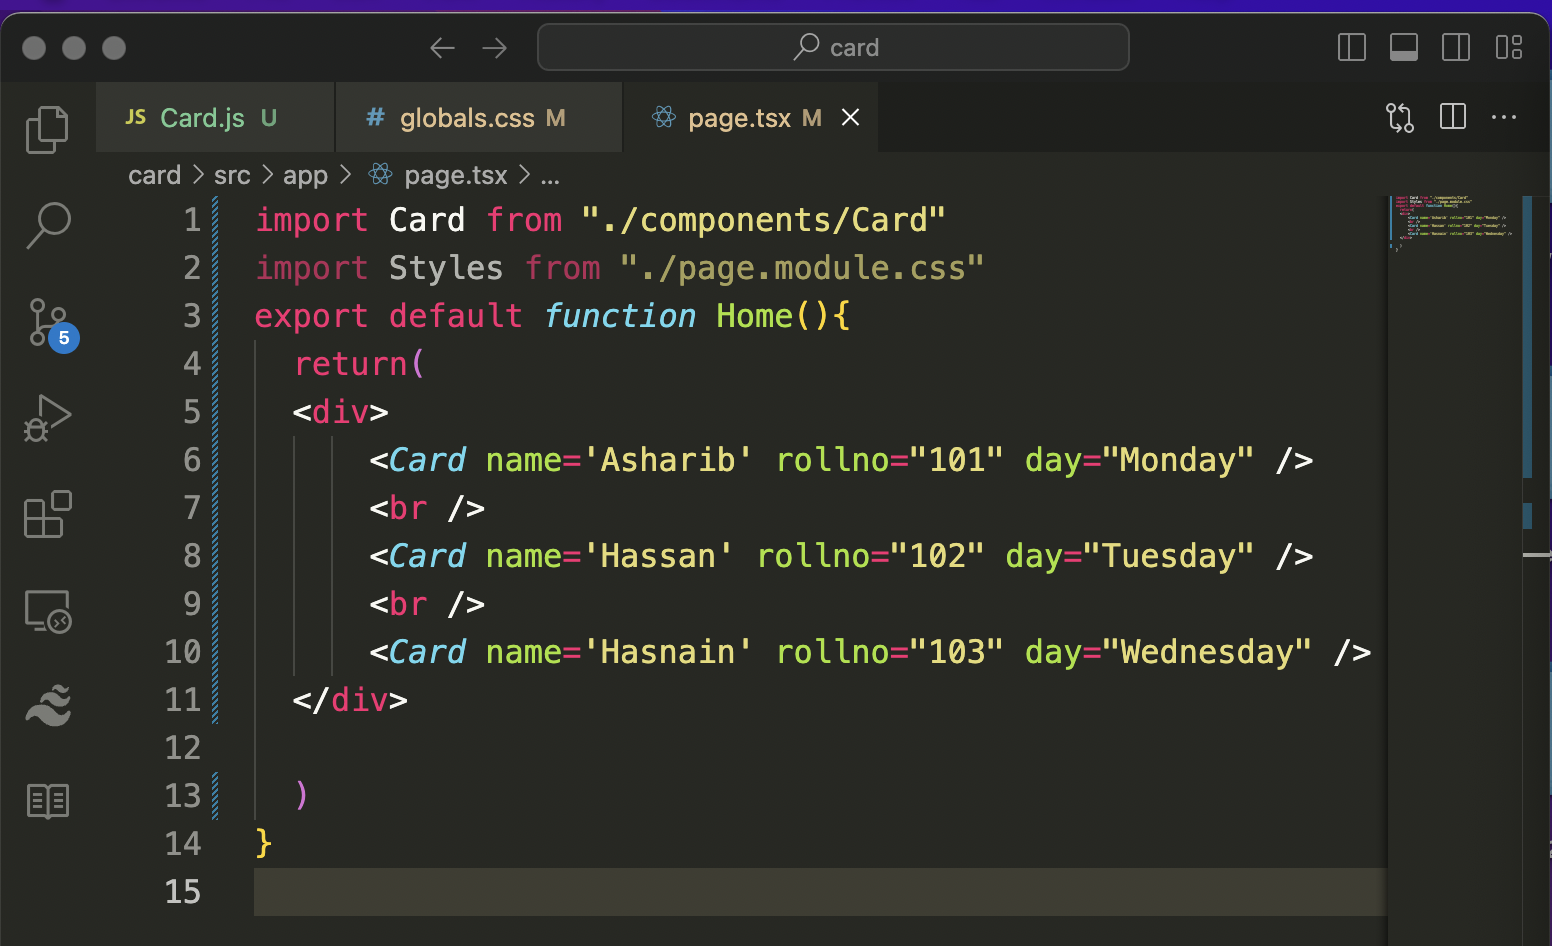 card
JS Card.js U
# globals.css M
page.tsx M
card > src > app > page.tsx > ...
1 import Card from "./components/Card"
2 import Styles from "./page.module.css"
3 export default function Home(){
4 return(
5 <div>
6 <Card name='Asharib' rollno="101" day="Monday" />
7 <br />
8 <Card name='Hassan' rollno="102" day="Tuesday" />
9 <br />
10 <Card name='Hasnain' rollno="103" day="Wednesday" />
11 </div>
12
13 )
14 }
15
5